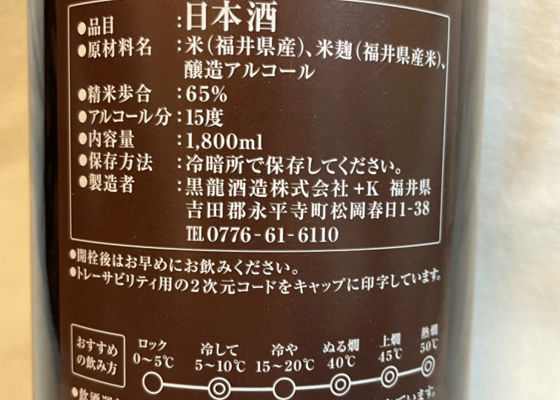 ●品目 :日本酒
●原材料名 :米(福井県産)、米麹(福井県産米)、
醸造アルコール
●精米歩合 :65%
●アルコール分:15度
●内容量 :1,800ml
●保存方法 :冷暗所で保存してください。
●製造者 :黒龍酒造株式会社+K 福井県
吉田郡永平寺町松岡春日1-38
TEL 0776-61-6110
●開栓後はお早めにお飲みください。
●トレーサビリティ用の2次元コードをキャップに印字しています。
おすすめ
の飲み方
ロック
0~5℃
冷して
5~10℃
冷や
15~20℃
ぬる燗
40℃
上燗
45℃
熱燗
50℃